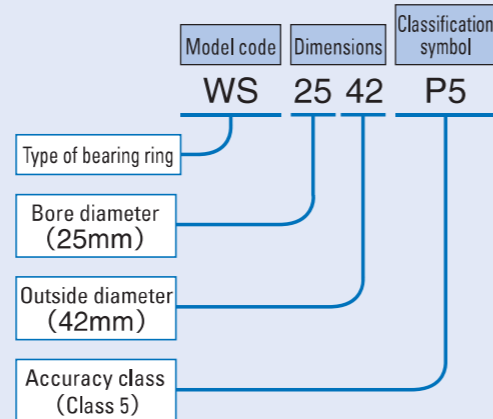 Model code Dimensions Classification symbol
WS 25 42 P5
Type of bearing ring
Bore diameter
(25mm)
Outside diameter
(42mm)
Accuracy class
(Class 5)